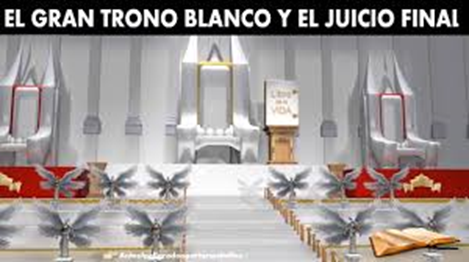 EL GRAN TRONO BLANCO Y EL JUICIO FINAL
LIBRO
DE LA
VIDA